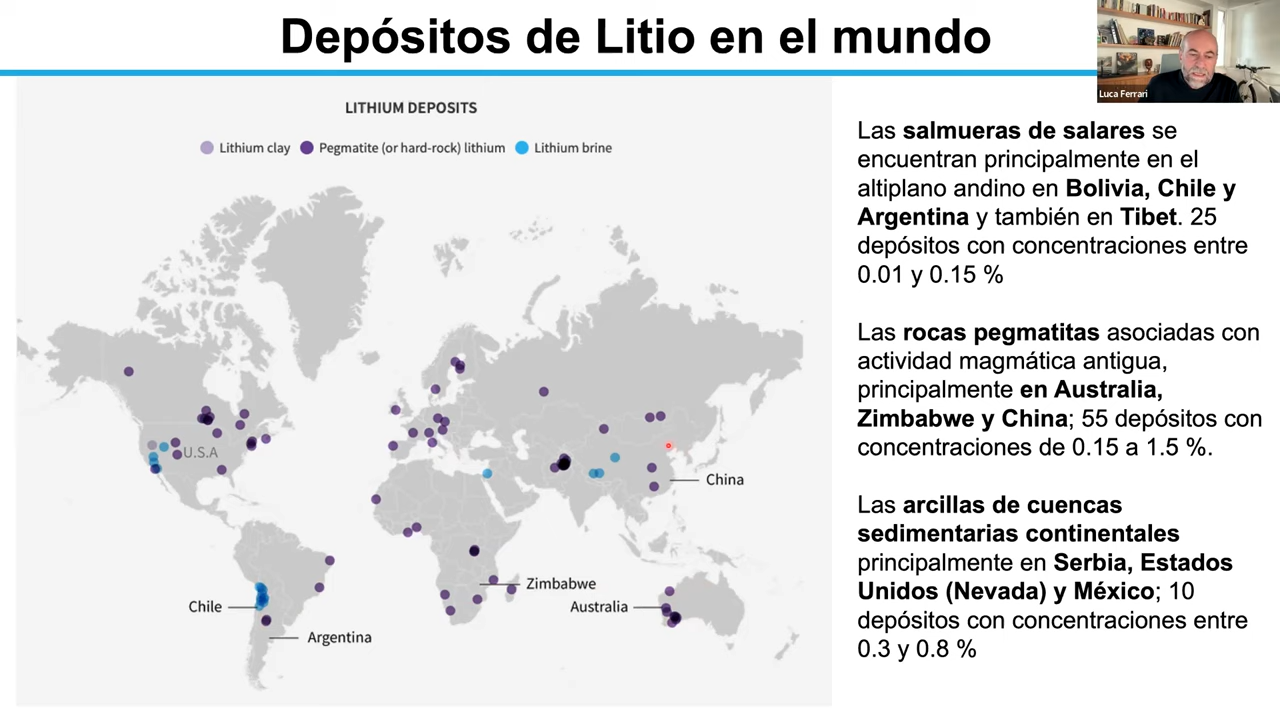 Depósitos de Litio en el mundo
Luca Ferrari
LITHIUM DEPOSITS
Lithium clay
Pegmatite (or hard-rock) lithium
Lithium brine
U.S.A
China
Zimbabwe
Australia
Chile
Argentina
Las salmueras de salares se
encuentran principalmente en el
altiplano andino en Bolivia, Chile y
Argentina y también en Tibet. 25
depósitos con concentraciones entre
0.01 y 0.15 %
Las rocas pegmatitas asociadas con
actividad magmática antigua,
principalmente en Australia,
Zimbabwe y China; 55 depósitos con
concentraciones de 0.15 a 1.5 %.
Las arcillas de cuencas
sedimentarias continentales
principalmente en Serbia, Estados
Unidos (Nevada) y México; 10
depósitos con concentraciones entre
0.3 y 0.8 %